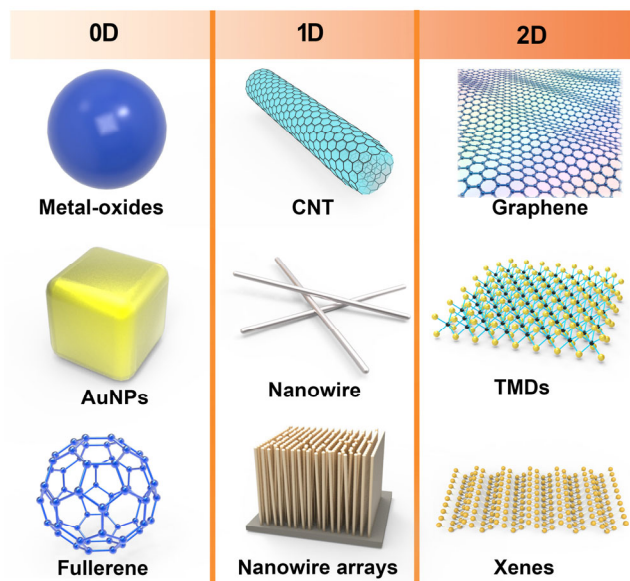 0D
1D
2D
Metal-oxides
CNT
Graphene
AuNPs
Nanowire
TMDs
Fullerene
Nanowire arrays
Xenes